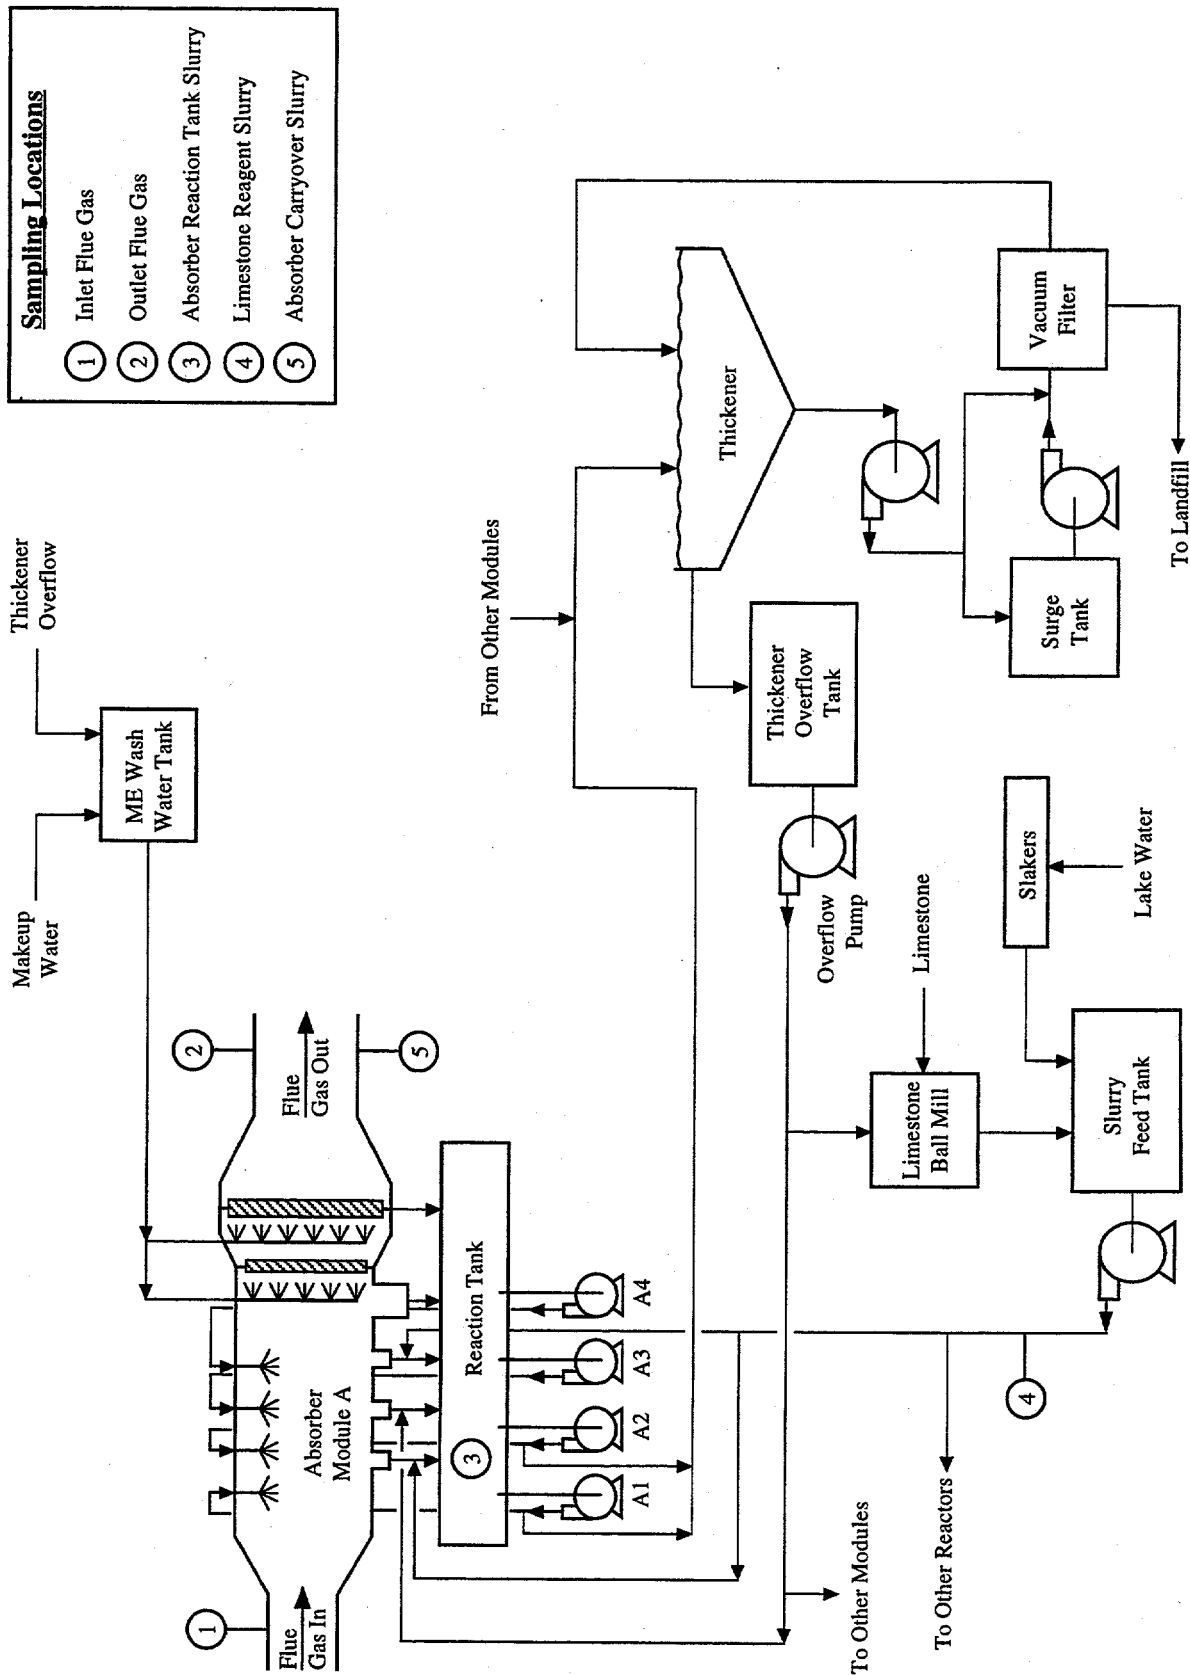 Sampling Locations
1 Inlet Flue Gas
2 Outlet Flue Gas
3 Absorber Reaction Tank Slurry
4 Limestone Reagent Slurry
5 Absorber Carryover Slurry
Makeup
Water
Thickener
Overflow
ME Wash
Water Tank
1
2
Flue
Gas In
Flue
Gas Out
5
Absorber
Module A
Reaction Tank
3
A1
A2
A3
A4
From Other Modules
Thickener
Thickener
Overflow
Tank
Overflow
Pump
Vacuum
Filter
Surge
Tank
To Landfill
Limestone
Limestone
Ball Mill
Slakers
Lake Water
Slurry
Feed Tank
4
To Other Modules
To Other Reactors